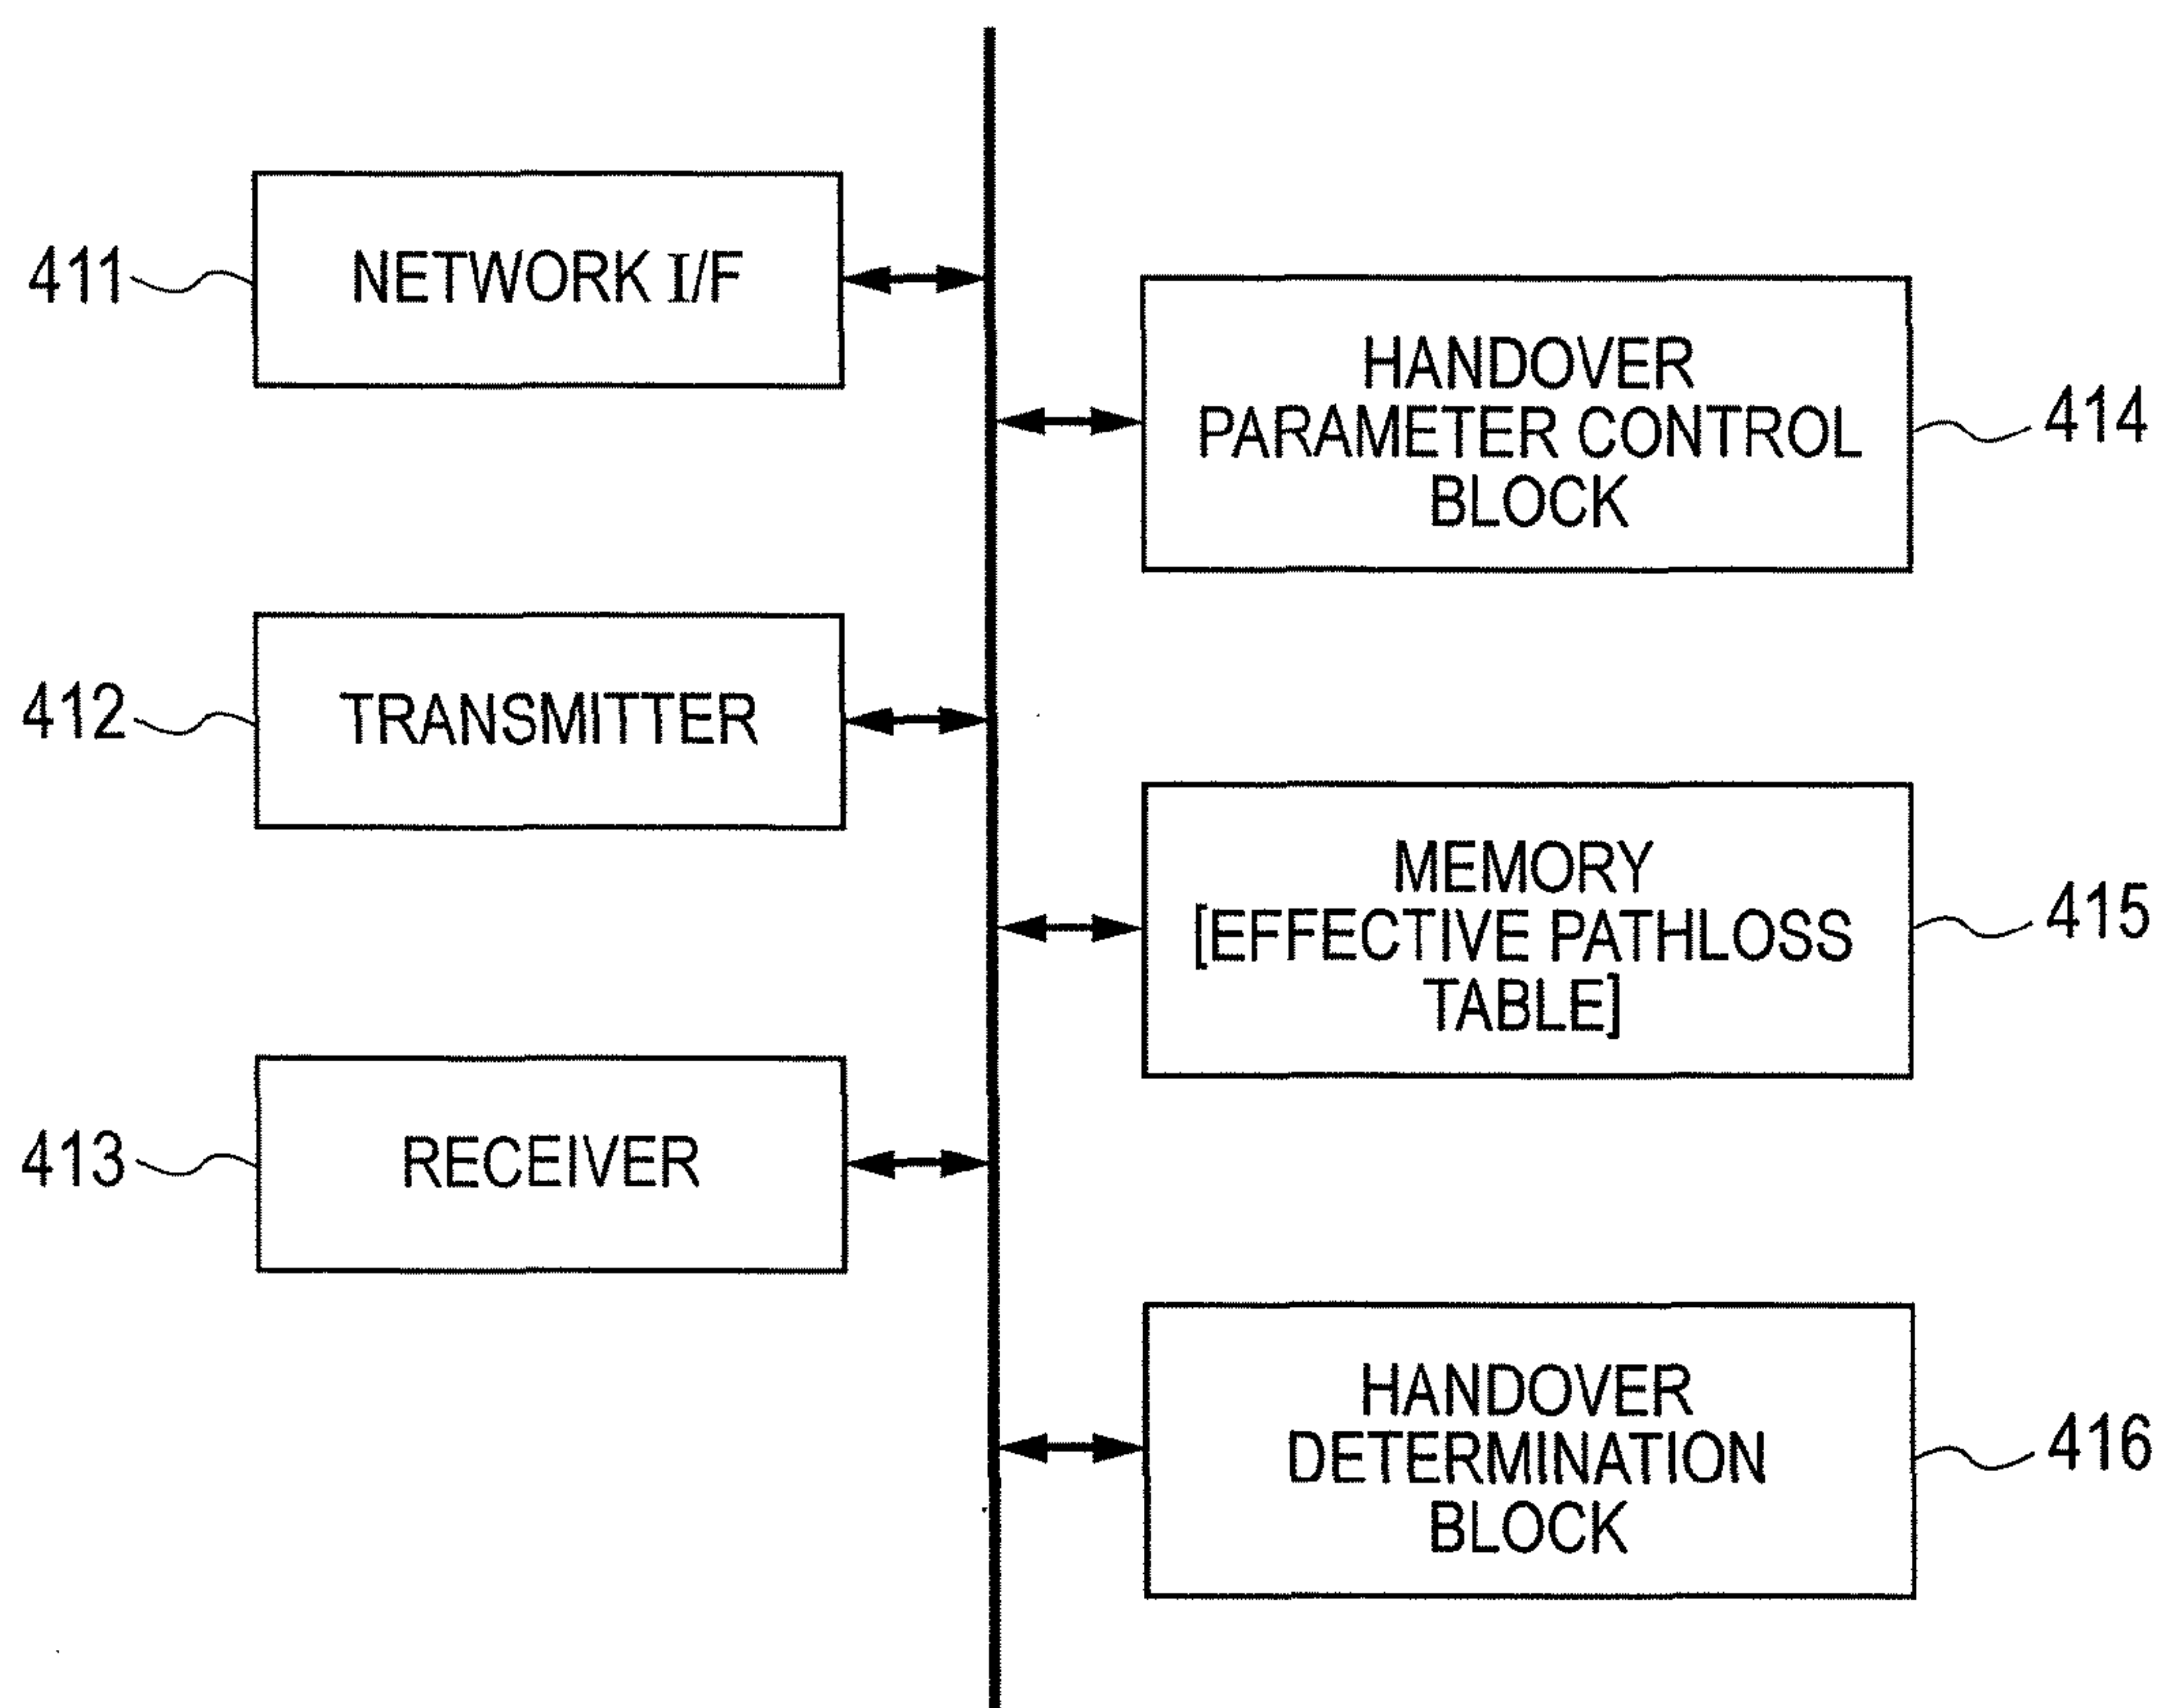 411
NETWORK I/F
HANDOVER
PARAMETER CONTROL
BLOCK
414
412
TRANSMITTER
MEMORY
[EFFECTIVE PATHLOSS
TABLE]
415
413
RECEIVER
HANDOVER
DETERMINATION
BLOCK
416